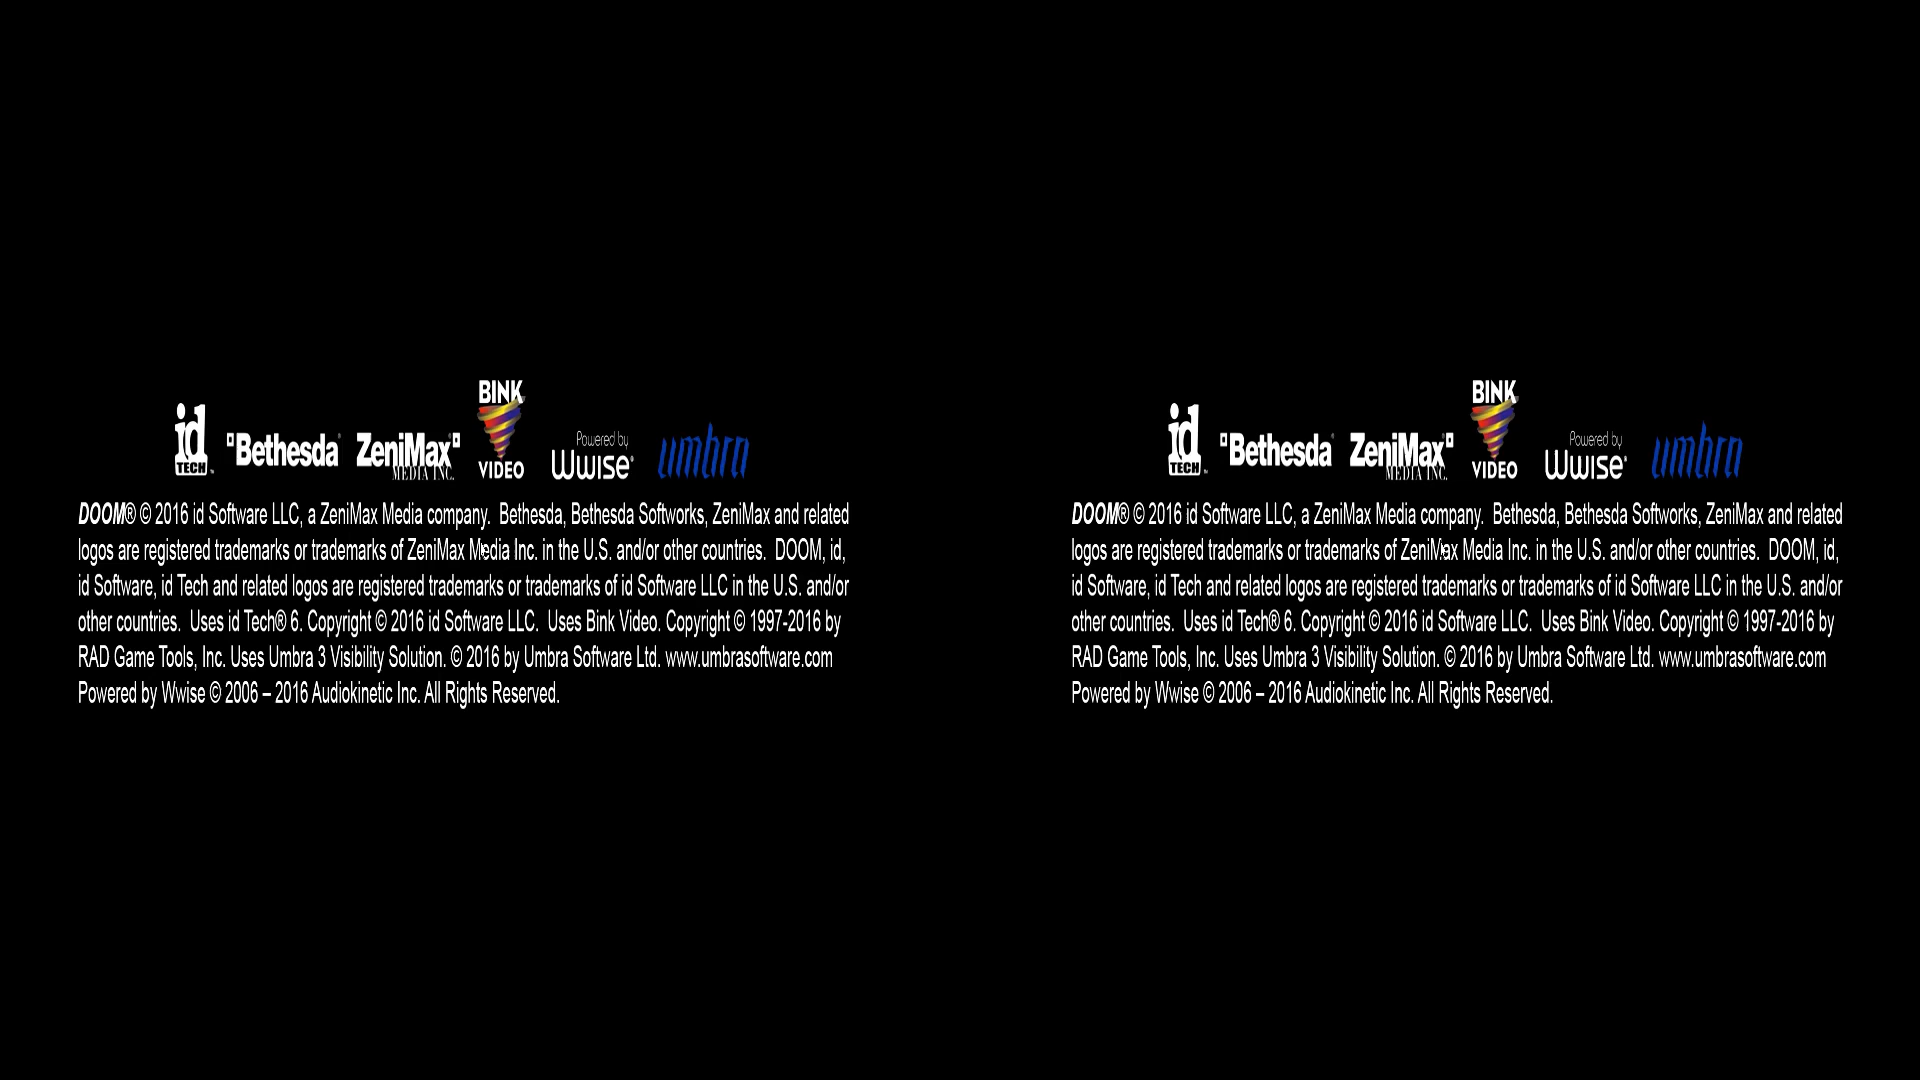 id TECH™ Bethesda® ZeniMax® MEDIA INC. BINK VIDEO Powered by Wwise® umbra
DOOM® © 2016 id Software LLC, a ZeniMax Media company.  Bethesda, Bethesda Softworks, ZeniMax and related
logos are registered trademarks or trademarks of ZeniMax Media Inc. in the U.S. and/or other countries.  DOOM, id,
id Software, id Tech and related logos are registered trademarks or trademarks of id Software LLC in the U.S. and/or
other countries.  Uses id Tech® 6. Copyright © 2016 id Software LLC.  Uses Bink Video. Copyright © 1997-2016 by
RAD Game Tools, Inc. Uses Umbra 3 Visibility Solution. © 2016 by Umbra Software Ltd. www.umbrasoftware.com
Powered by Wwise © 2006 – 2016 Audiokinetic Inc. All Rights Reserved.
id TECH™ Bethesda® ZeniMax® MEDIA INC. BINK VIDEO Powered by Wwise® umbra
DOOM® © 2016 id Software LLC, a ZeniMax Media company.  Bethesda, Bethesda Softworks, ZeniMax and related
logos are registered trademarks or trademarks of ZeniMax Media Inc. in the U.S. and/or other countries.  DOOM, id,
id Software, id Tech and related logos are registered trademarks or trademarks of id Software LLC in the U.S. and/or
other countries.  Uses id Tech® 6. Copyright © 2016 id Software LLC.  Uses Bink Video. Copyright © 1997-2016 by
RAD Game Tools, Inc. Uses Umbra 3 Visibility Solution. © 2016 by Umbra Software Ltd. www.umbrasoftware.com
Powered by Wwise © 2006 – 2016 Audiokinetic Inc. All Rights Reserved.